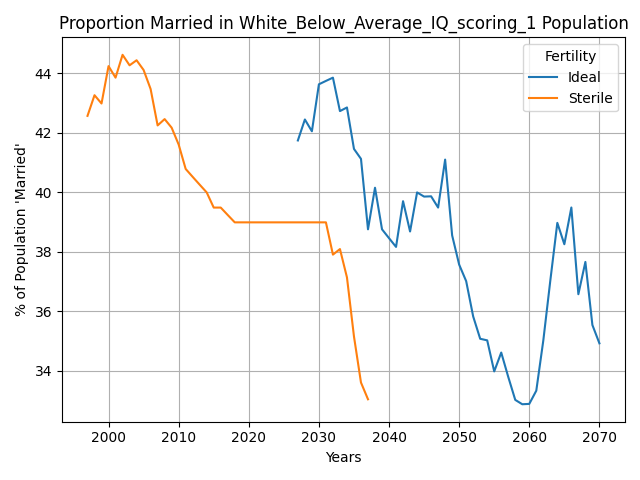 Proportion Married in White_Below_Average_IQ_scoring_1 Population
% of Population 'Married'
44
42
40
38
36
34
Fertility
Ideal
Sterile
2000 2010 2020 2030 2040 2050 2060 2070
Years